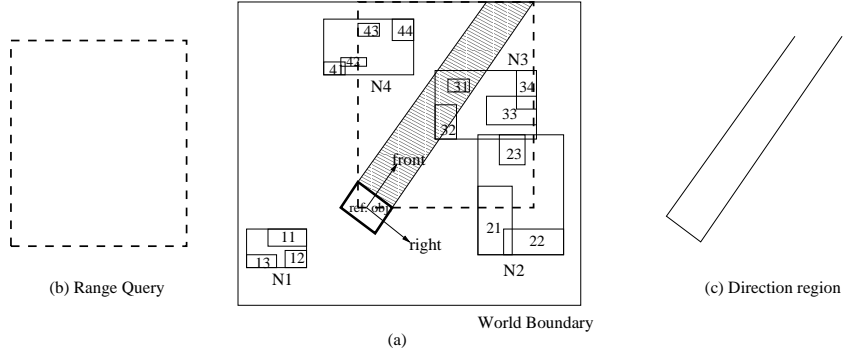 43
44
42
41
N4
N3
31
34
33
32
23
front
ref. obj
right
21
22
N2
11
12
13
N1
(b) Range Query
(c) Direction region
World Boundary
(a)